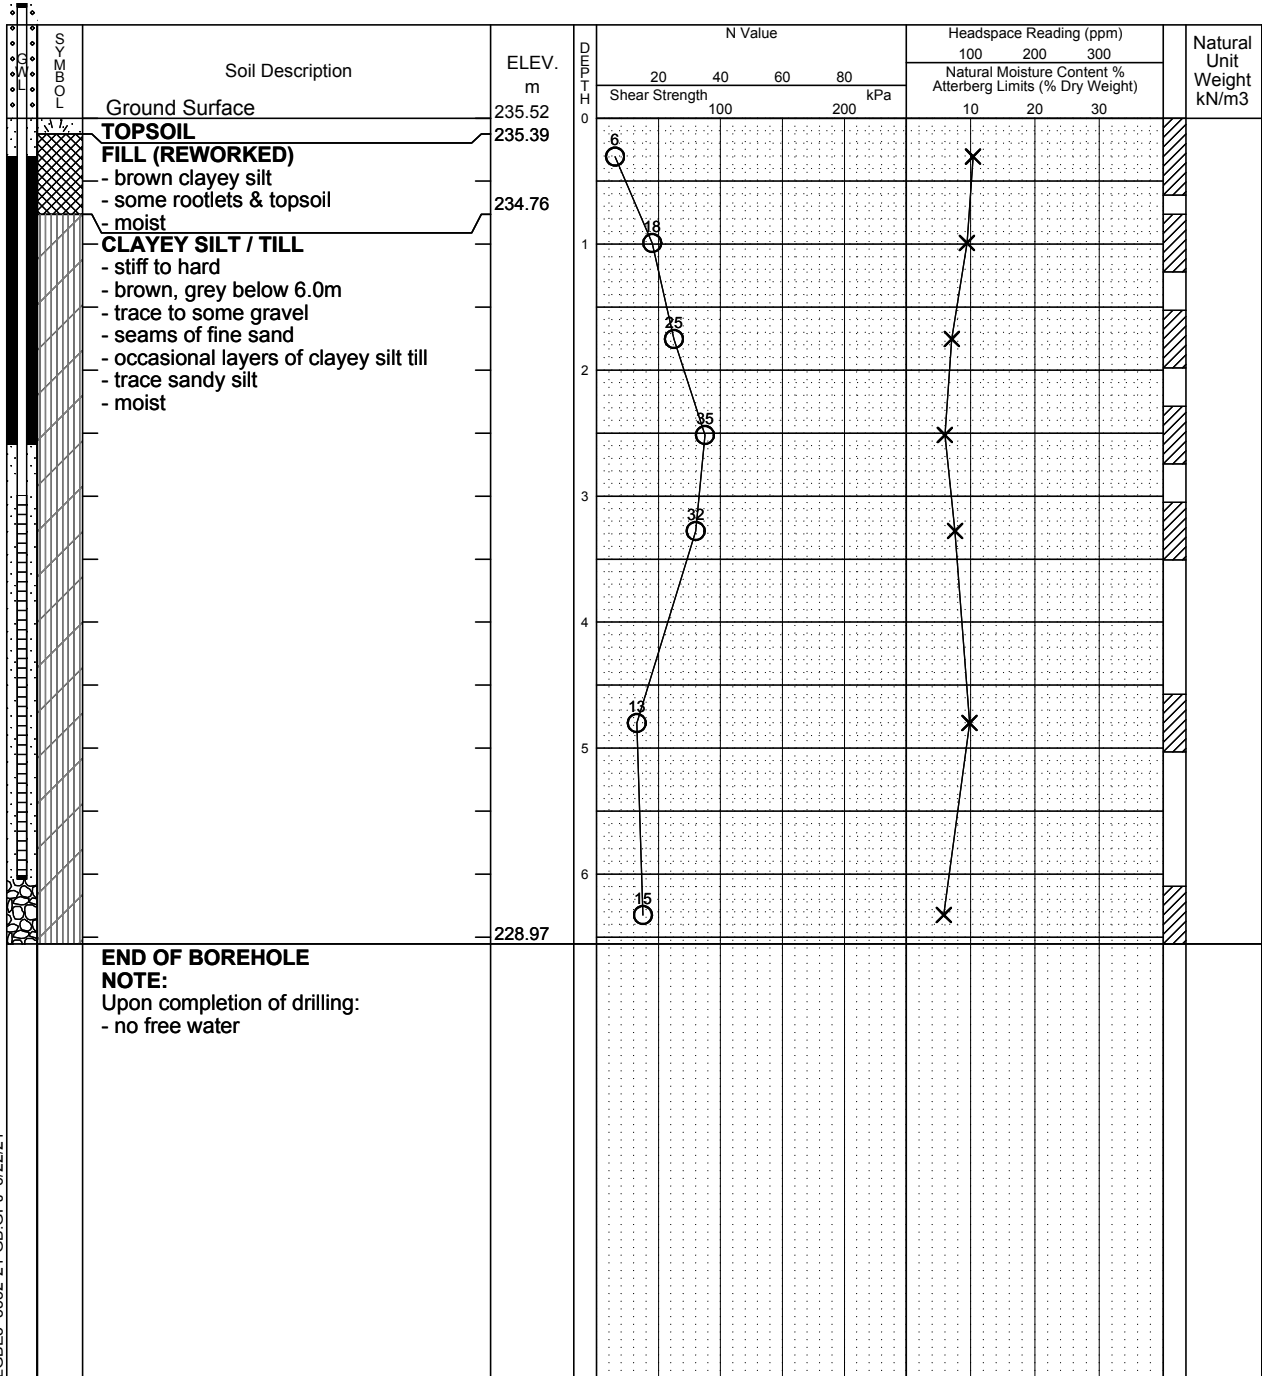 GWL
SYMBOL
Soil Description
ELEV.
m
DEPTH
N Value
20 40 60 80
Shear Strength kPa
100 200
Headspace Reading (ppm)
100 200 300
Natural Moisture Content %
Atterberg Limits (% Dry Weight)
10 20 30
Natural
Unit
Weight
kN/m3
Ground Surface 235.52 0
TOPSOIL 235.39
FILL (REWORKED) 6
- brown clayey silt
- some rootlets & topsoil 234.76
- moist 18
CLAYEY SILT / TILL 1
- stiff to hard
- brown, grey below 6.0m
- trace to some gravel
- seams of fine sand 25
- occasional layers of clayey silt till 2
- trace sandy silt
- moist
35
3
32
4
13
5
6
15
228.97
END OF BOREHOLE
NOTE:
Upon completion of drilling:
- no free water